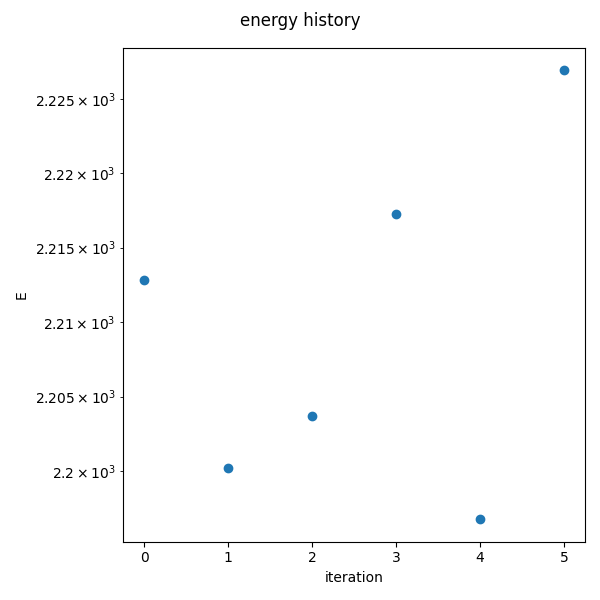 energy history
E
2.225 × 10³
2.22 × 10³
2.215 × 10³
2.21 × 10³
2.205 × 10³
2.2 × 10³
0 1 2 3 4 5
iteration